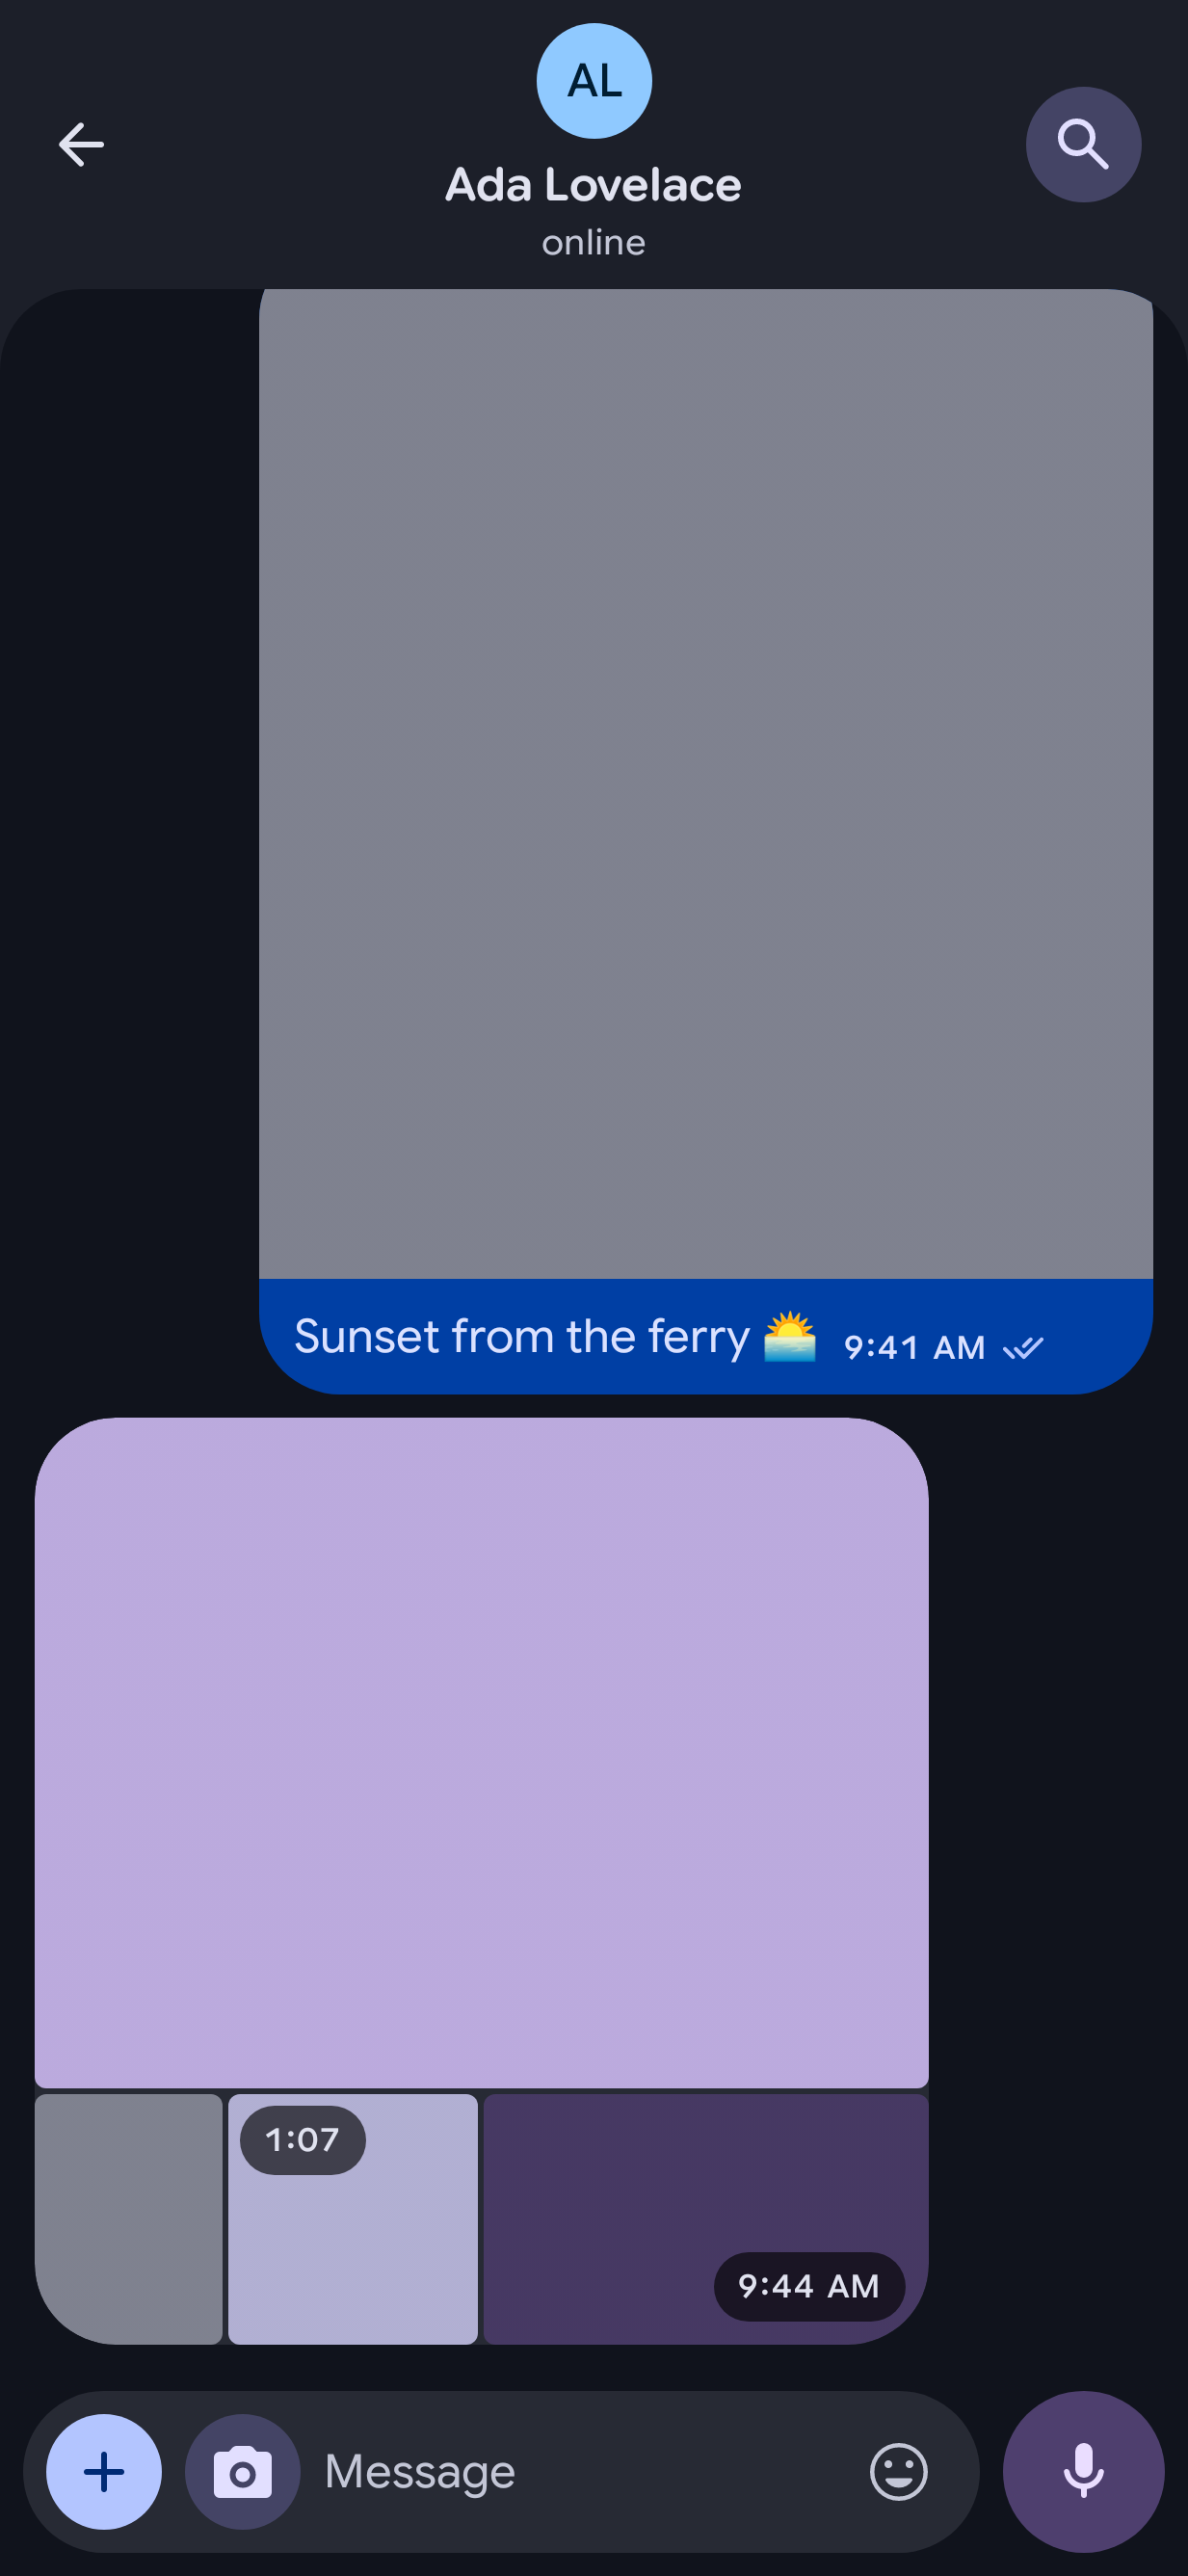 AL
Ada Lovelace
online
Sunset from the ferry 🌅 9:41 AM
1:07
9:44 AM
Message